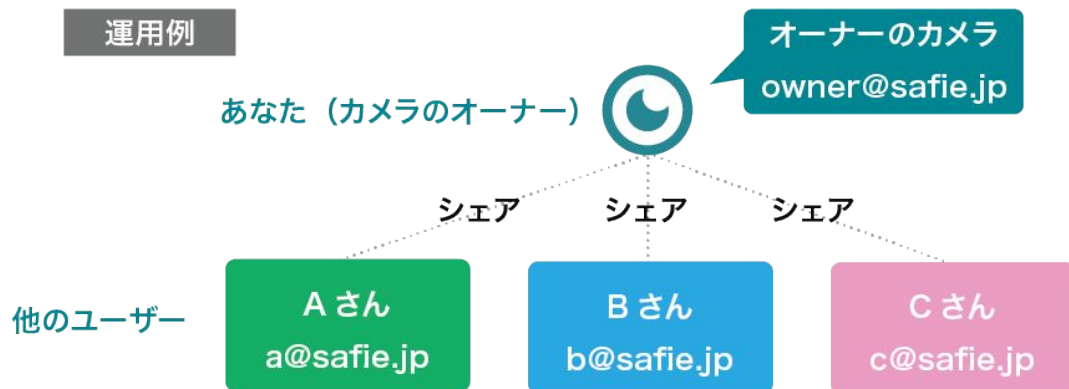 運用例
オーナーのカメラ
owner@safie.jp
あなた（カメラのオーナー）
シェア シェア シェア
他のユーザー
A さん
a@safie.jp
B さん
b@safie.jp
C さん
c@safie.jp